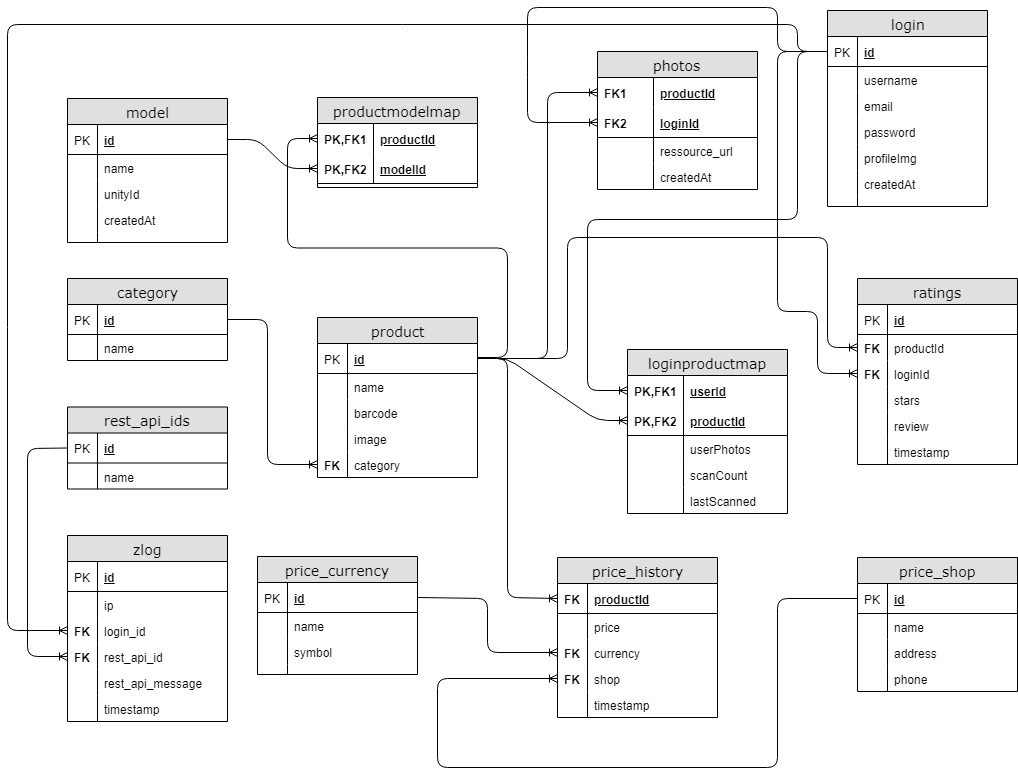 login
PK id
username
email
password
profileImg
createdAt
photos
FK1 productId
FK2 loginId
ressource_url
createdAt
model
PK id
name
unityId
createdAt
productmodelmap
PK,FK1 productId
PK,FK2 modelId
category
PK id
name
product
PK id
name
barcode
image
FK category
ratings
PK id
FK productId
FK loginId
stars
review
timestamp
loginproductmap
PK,FK1 userId
PK,FK2 productId
userPhotos
scanCount
lastScanned
rest_api_ids
PK id
name
zlog
PK id
ip
FK login_id
FK rest_api_id
rest_api_message
timestamp
price_currency
PK id
name
symbol
price_history
FK productId
price
FK currency
FK shop
timestamp
price_shop
PK id
name
address
phone